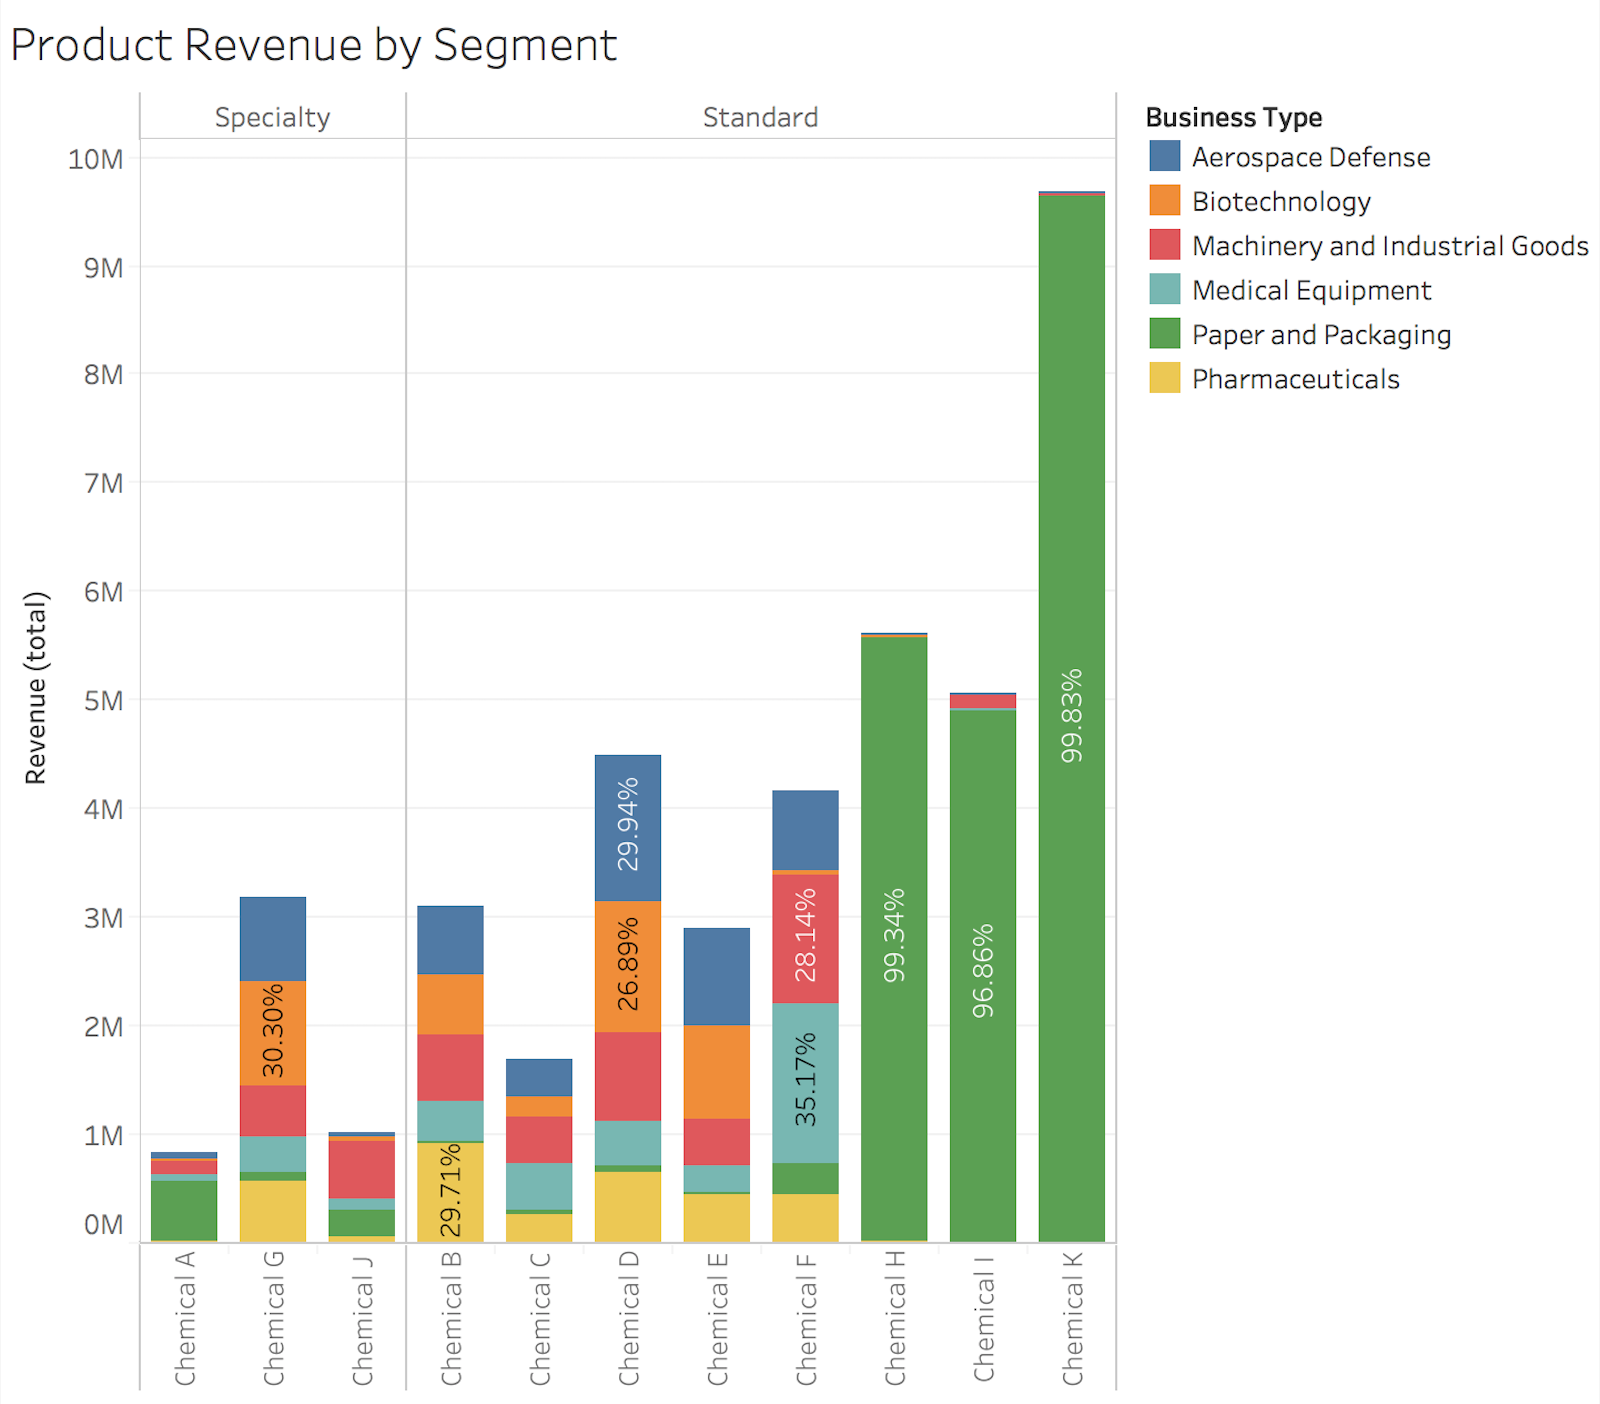 Product Revenue by Segment
Specialty
Standard
Business Type
Aerospace Defense
Biotechnology
Machinery and Industrial Goods
Medical Equipment
Paper and Packaging
Pharmaceuticals
Revenue (total)
10M
9M
8M
7M
6M
5M
4M
3M
2M
1M
0M
30.30%
29.71%
29.94%
26.89%
28.14%
35.17%
99.34%
96.86%
99.83%
Chemical A
Chemical G
Chemical J
Chemical B
Chemical C
Chemical D
Chemical E
Chemical F
Chemical H
Chemical I
Chemical K